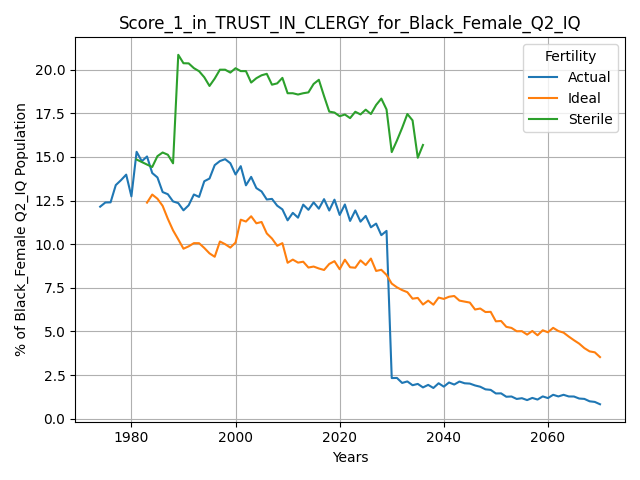 Score_1_in_TRUST_IN_CLERGY_for_Black_Female_Q2_IQ
% of Black_Female Q2_IQ Population
20.0
17.5
15.0
12.5
10.0
7.5
5.0
2.5
0.0
Fertility
Actual
Ideal
Sterile
1980
2000
2020
2040
2060
Years